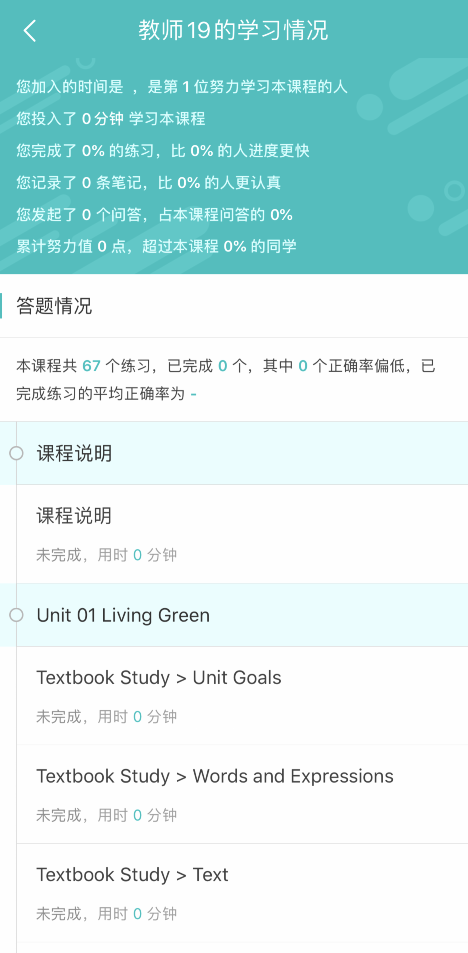 教师19的学习情况
您加入的时间是 ，是第 1 位努力学习本课程的人
您投入了 0分钟 学习本课程
您完成了 0% 的练习，比 0% 的人进度更快
您记录了 0 条笔记，比 0% 的人更认真
您发起了 0 个问答，占本课程问答的 0%
累计努力值 0 点，超过本课程 0% 的同学
答题情况
本课程共 67 个练习，已完成 0 个，其中 0 个正确率偏低，已
完成练习的平均正确率为 -
课程说明
课程说明
未完成，用时 0 分钟
Unit 01 Living Green
Textbook Study > Unit Goals
未完成，用时 0 分钟
Textbook Study > Words and Expressions
未完成，用时 0 分钟
Textbook Study > Text
未完成，用时 0 分钟